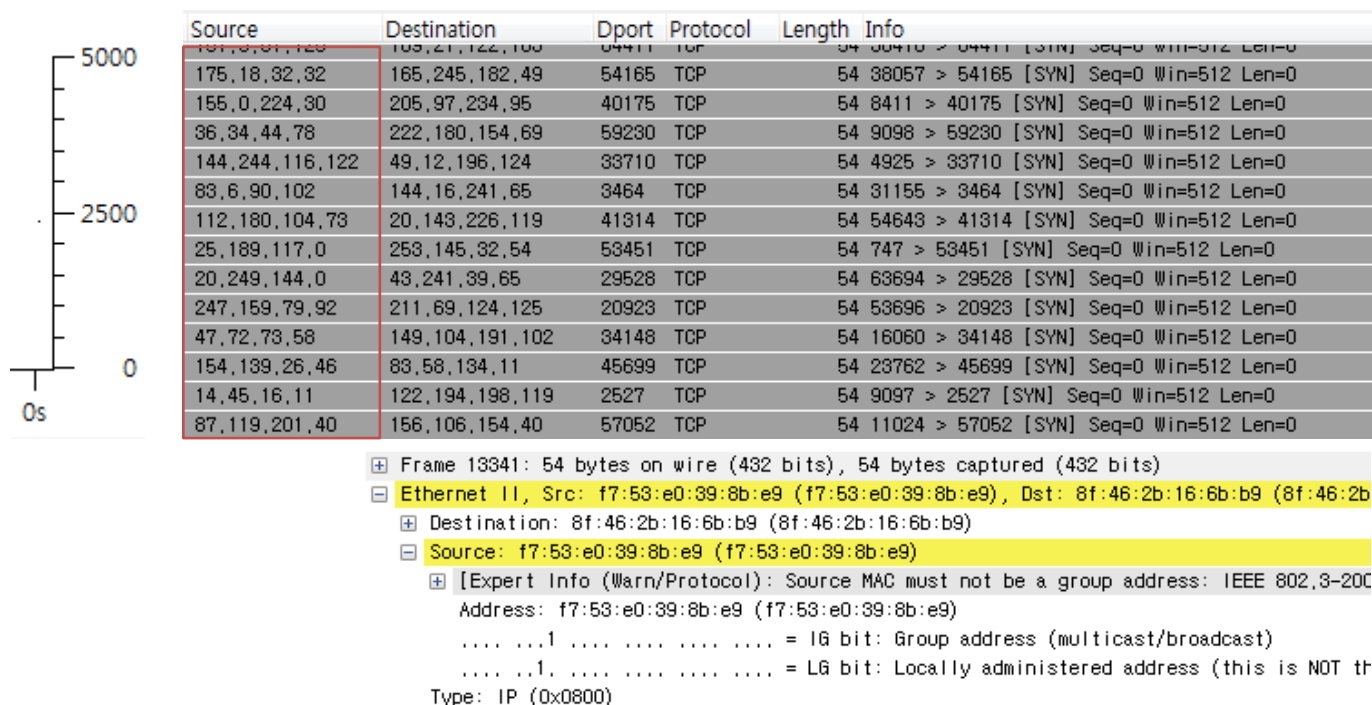 5000
2500
0
0s
Source Destination Dport Protocol Length Info
175,18,32,32 165,245,182,49 54165 TCP 54 38057 > 54165 [SYN] Seq=0 Win=512 Len=0
155,0,224,30 205,97,234,95 40175 TCP 54 8411 > 40175 [SYN] Seq=0 Win=512 Len=0
36,34,44,78 222,180,154,69 59230 TCP 54 9098 > 59230 [SYN] Seq=0 Win=512 Len=0
144,244,116,122 49,12,196,124 33710 TCP 54 4925 > 33710 [SYN] Seq=0 Win=512 Len=0
83,6,90,102 144,16,241,65 3464 TCP 54 31155 > 3464 [SYN] Seq=0 Win=512 Len=0
112,180,104,73 20,143,226,119 41314 TCP 54 54643 > 41314 [SYN] Seq=0 Win=512 Len=0
25,189,117,0 253,145,32,54 53451 TCP 54 747 > 53451 [SYN] Seq=0 Win=512 Len=0
20,249,144,0 43,241,39,65 29528 TCP 54 63694 > 29528 [SYN] Seq=0 Win=512 Len=0
247,159,79,92 211,69,124,125 20923 TCP 54 53696 > 20923 [SYN] Seq=0 Win=512 Len=0
47,72,73,58 149,104,191,102 34148 TCP 54 16060 > 34148 [SYN] Seq=0 Win=512 Len=0
154,139,26,46 83,58,134,11 45699 TCP 54 23762 > 45699 [SYN] Seq=0 Win=512 Len=0
14,45,16,11 122,194,198,119 2527 TCP 54 9097 > 2527 [SYN] Seq=0 Win=512 Len=0
87,119,201,40 156,106,154,40 57052 TCP 54 11024 > 57052 [SYN] Seq=0 Win=512 Len=0
Frame 13341: 54 bytes on wire (432 bits), 54 bytes captured (432 bits)
Ethernet II, Src: f7:53:e0:39:8b:e9 (f7:53:e0:39:8b:e9), Dst: 8f:46:2b:16:6b:b9 (8f:46:2b
Destination: 8f:46:2b:16:6b:b9 (8f:46:2b:16:6b:b9)
Source: f7:53:e0:39:8b:e9 (f7:53:e0:39:8b:e9)
[Expert Info (Warn/Protocol): Source MAC must not be a group address: IEEE 802,3-200
Address: f7:53:e0:39:8b:e9 (f7:53:e0:39:8b:e9)
.... ...1 .... .... .... .... = IG bit: Group address (multicast/broadcast)
.... ..1. .... .... .... .... = LG bit: Locally administered address (this is NOT th
Type: IP (0x0800)